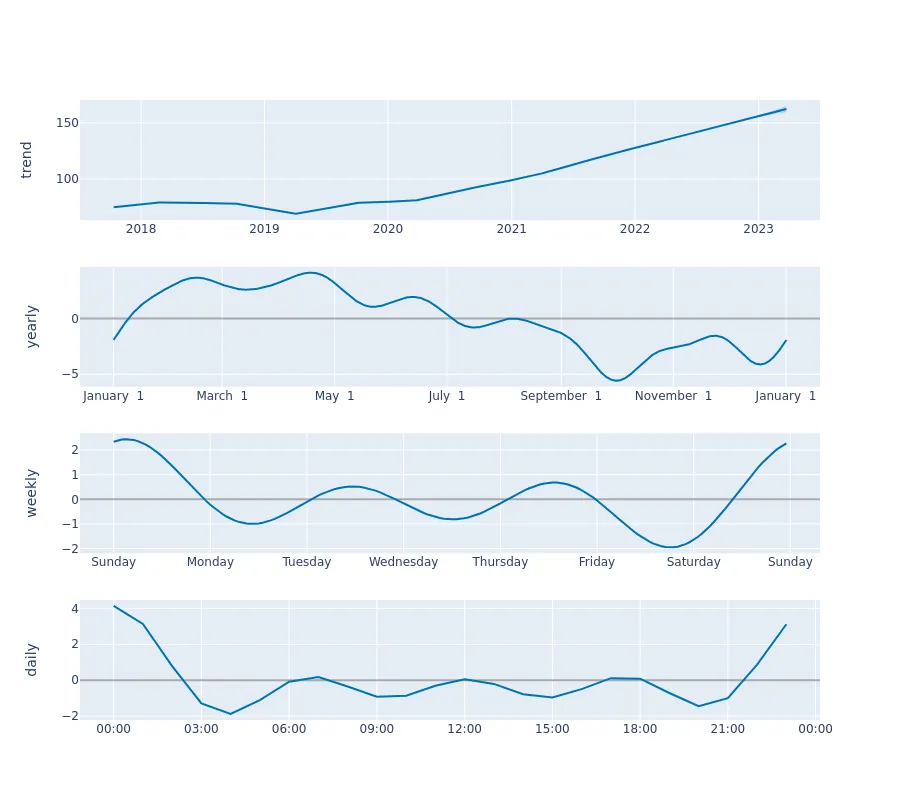 trend
150
100
2018 2019 2020 2021 2022 2023
yearly
0
−5
January 1 March 1 May 1 July 1 September 1 November 1 January 1
weekly
2
1
0
−1
−2
Sunday Monday Tuesday Wednesday Thursday Friday Saturday Sunday
daily
4
2
0
−2
00:00 03:00 06:00 09:00 12:00 15:00 18:00 21:00 00:00